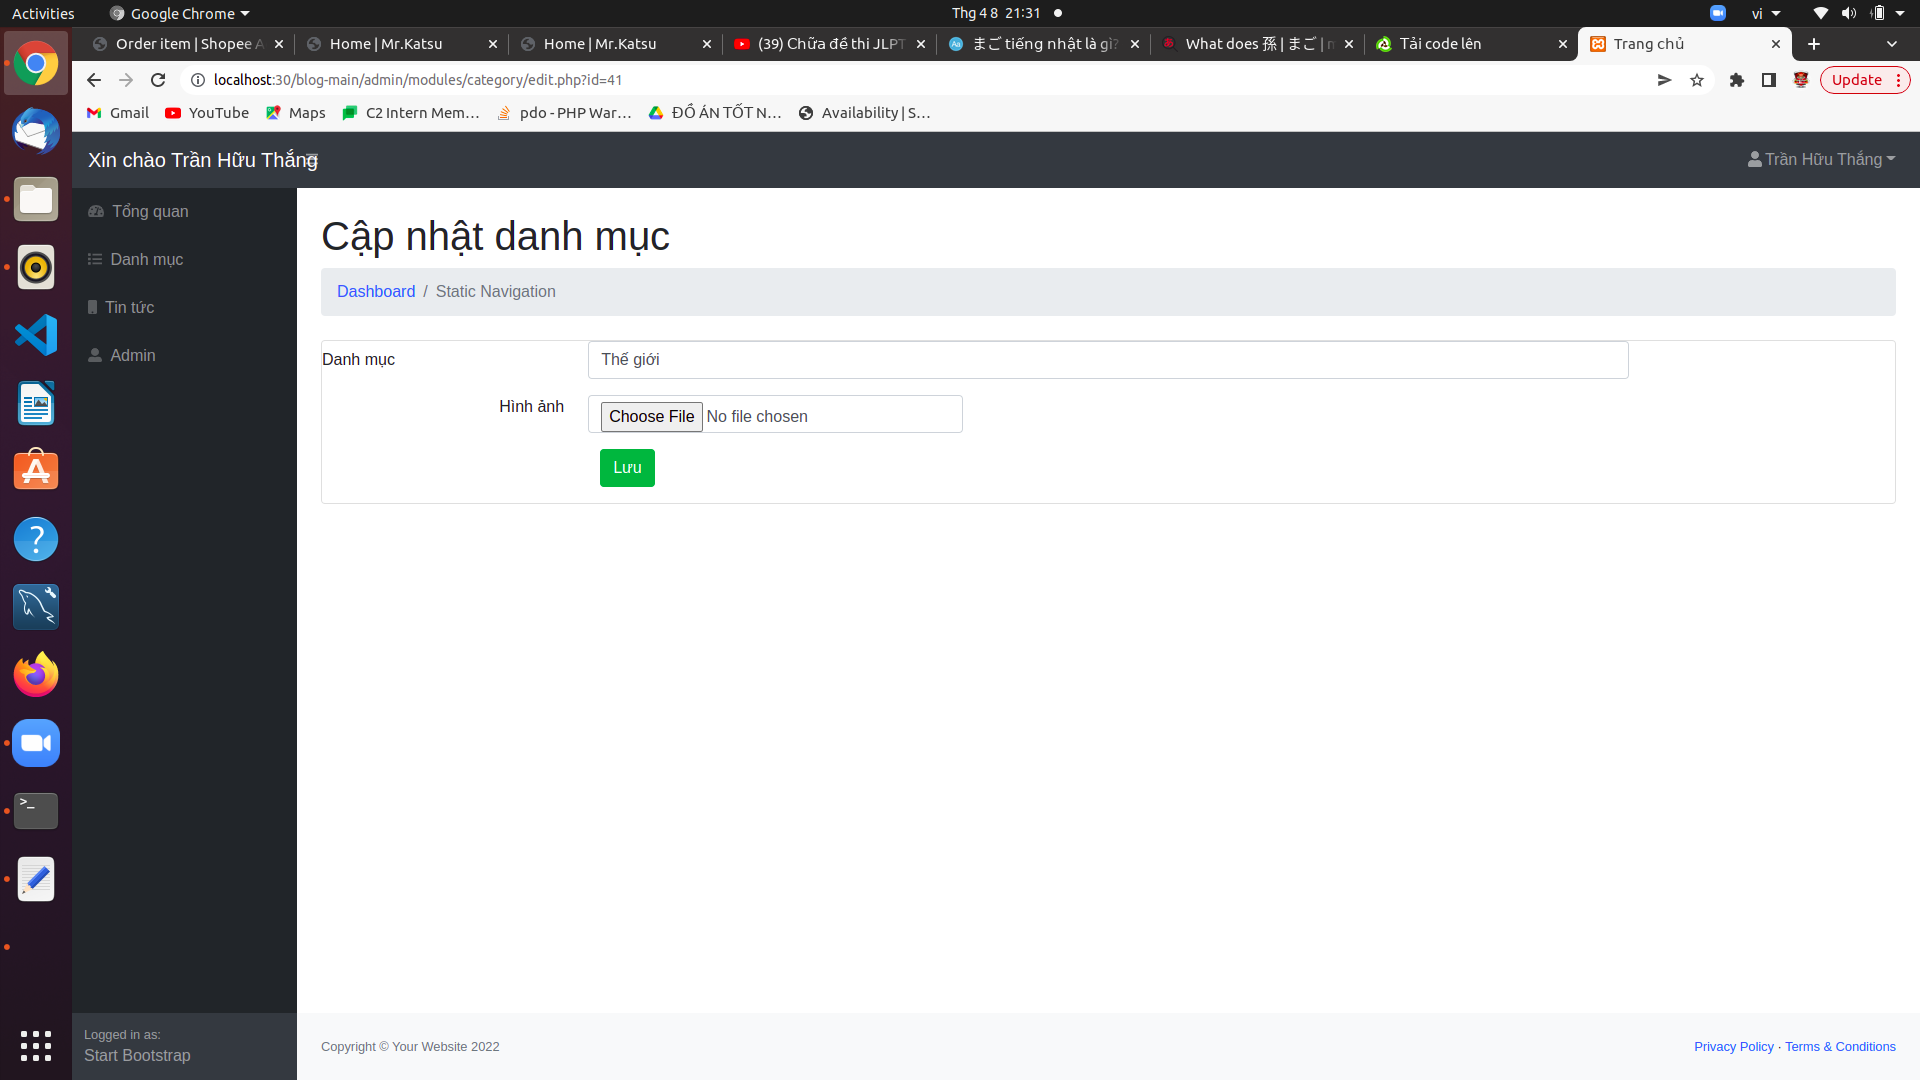 Activities
Google Chrome
Thg 4 8 21:31
vi
Order item | Shopee A
Home | Mr.Katsu
Home | Mr.Katsu
(39) Chữa đề thi JLPT
まご tiếng nhật là gì?
What does 孫 | まご |
Tải code lên
Trang chủ
localhost:30/blog-main/admin/modules/category/edit.php?id=41
Update
Gmail
YouTube
Maps
C2 Intern Mem…
pdo - PHP War…
ĐỒ ÁN TỐT N…
Availability | S…
Xin chào Trần Hữu Thắng
Trần Hữu Thắng
Tổng quan
Danh mục
Tin tức
Admin
Cập nhật danh mục
Dashboard / Static Navigation
Danh mục
Thế giới
Hình ảnh
Choose File No file chosen
Lưu
Logged in as:
Start Bootstrap
Copyright © Your Website 2022
Privacy Policy · Terms & Conditions